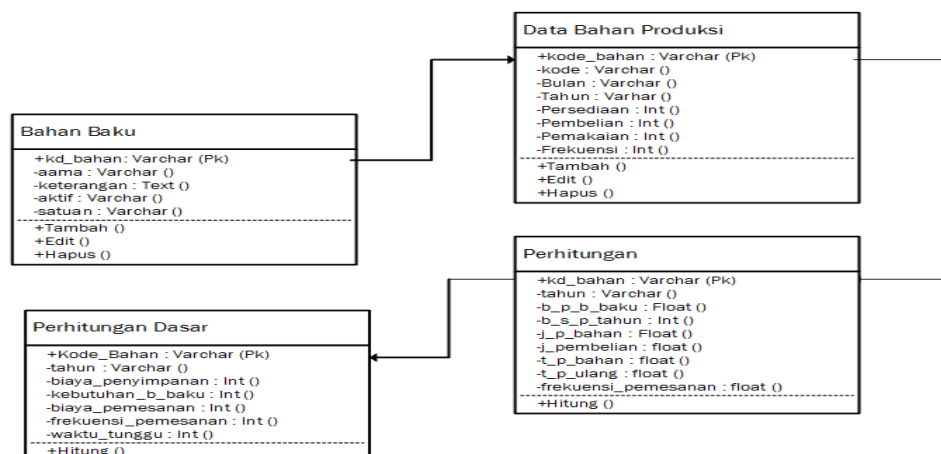 Data Bahan Produksi
+kode_bahan : Varchar (Pk)
-kode : Varchar ()
-Bulan : Varchar ()
-Tahun : Varhar ()
-Persediaan : Int ()
-Pembelian : Int ()
-Pemakaian : Int ()
-Frekuensi : Int ()
+Tambah ()
+Edit ()
+Hapus ()
Bahan Baku
+kd_bahan: Varchar (Pk)
-aama : Varchar ()
-keterangan : Text ()
-aktif : Varchar ()
-satuan : Varchar ()
+Tambah ()
+Edit ()
+Hapus ()
Perhitungan
+kd_bahan : Varchar (Pk)
-tahun : Varchar ()
-b_p_b_baku : Float ()
-b_s_p_tahun : Int ()
-j_p_bahan : Float ()
-j_pembelian : float ()
-t_p_bahan : float ()
-t_p_ulang : float ()
-frekuensi_pemesanan : float ()
+Hitung ()
Perhitungan Dasar
+Kode_Bahan : Varchar (Pk)
-tahun : Varchar ()
-biaya_penyimpanan : Int ()
-kebutuhan_b_baku : Int ()
-biaya_pemesanan : Int ()
-frekuensi_pemesanan : Int ()
-waktu_tunggu : Int ()
+Hitung ()